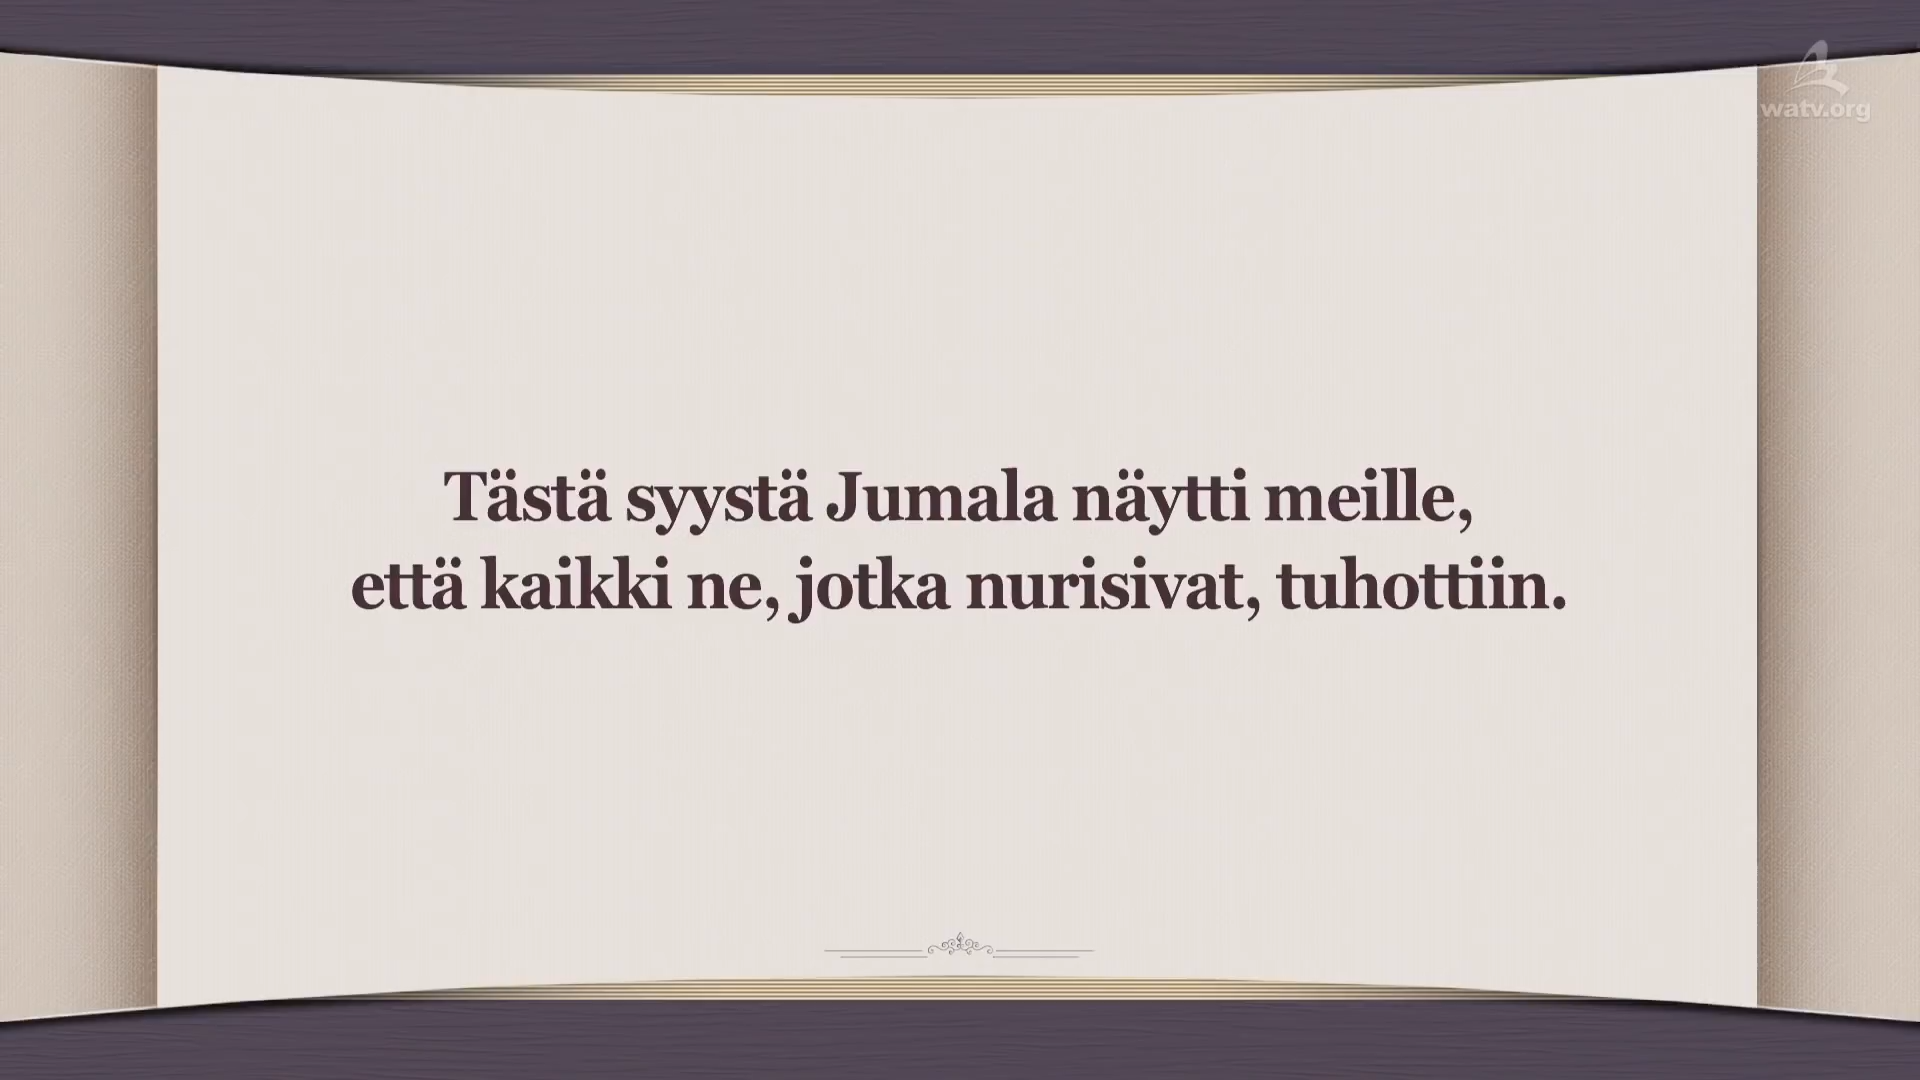 watv.org
Tästä syystä Jumala näytti meille,
että kaikki ne, jotka nurisivat, tuhottiin.